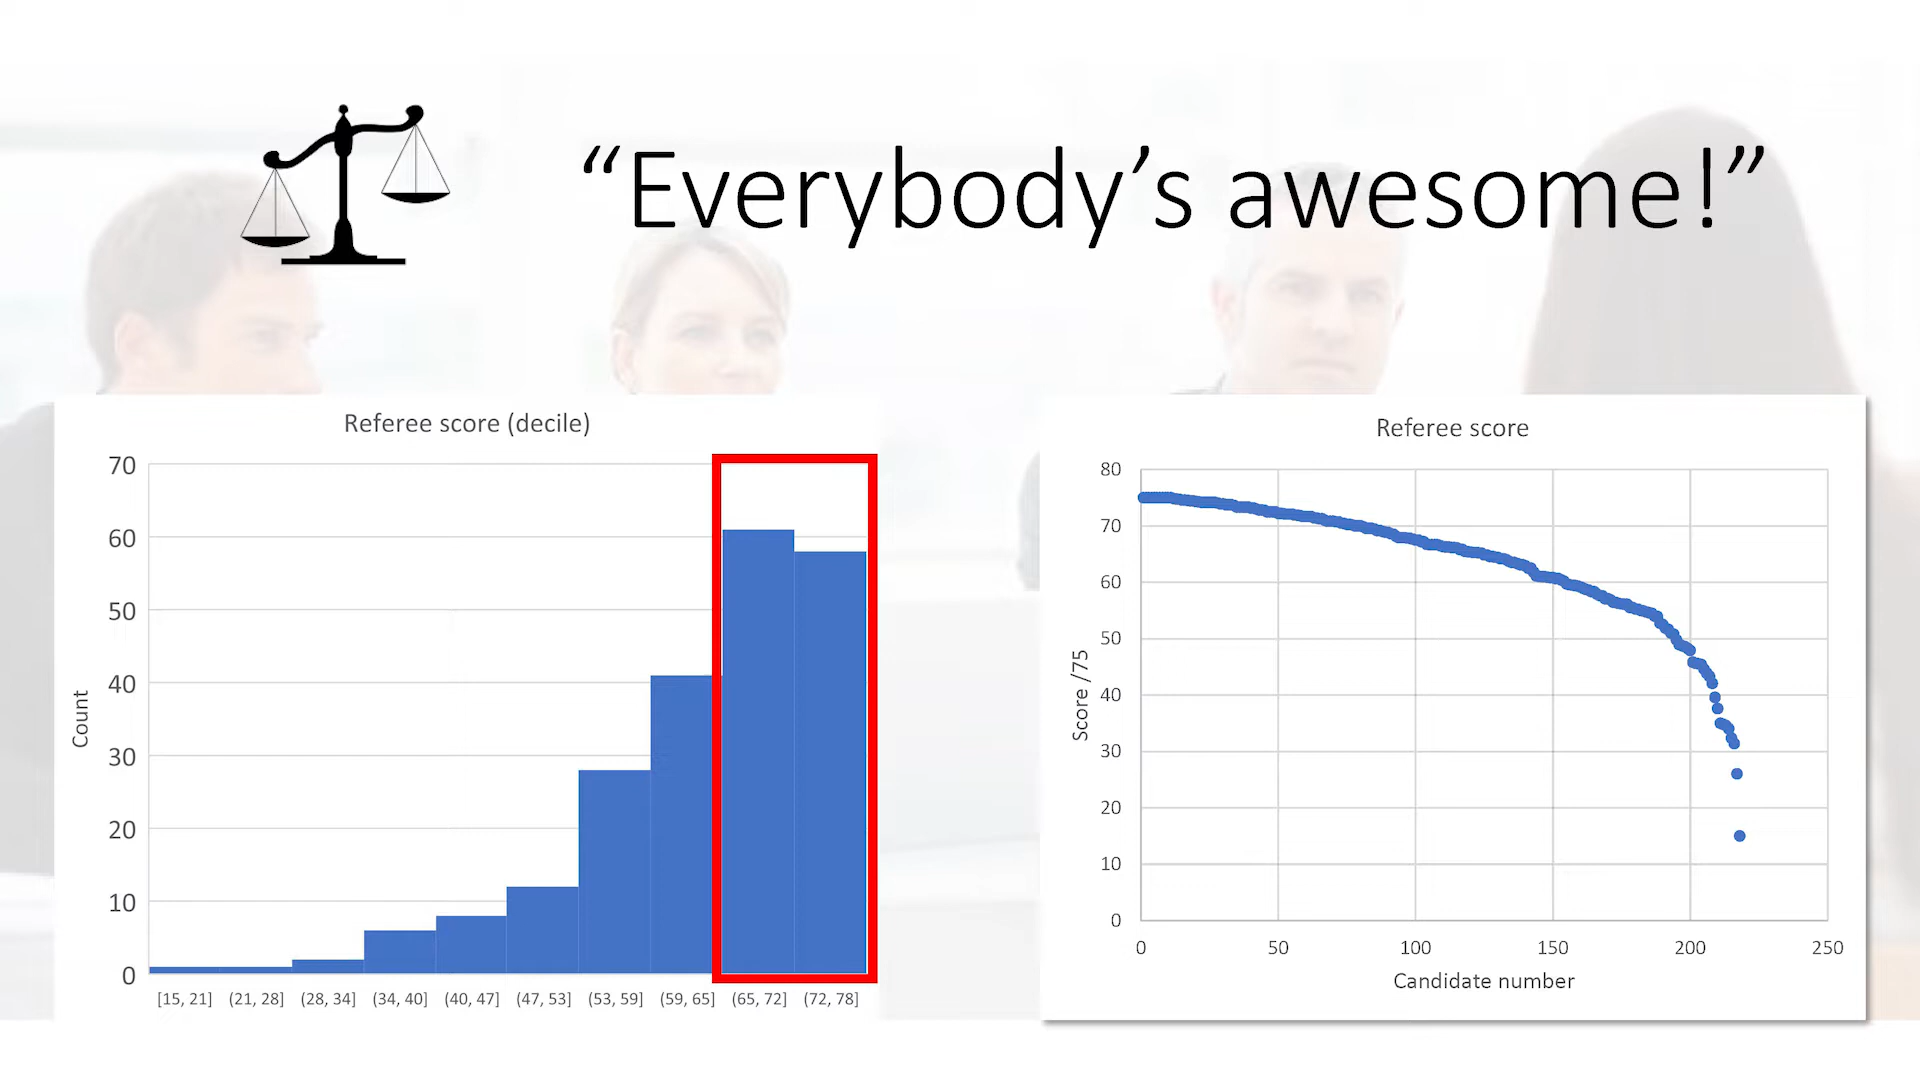 “Everybody’s awesome!”
Referee score (decile)
70
60
50
40
30
20
10
0
Count
[15, 21] (21, 28] (28, 34] (34, 40] (40, 47] (47, 53] (53, 59] (59, 65] (65, 72] (72, 78]
Referee score
80
70
60
50
40
30
20
10
0
Score /75
0 50 100 150 200 250
Candidate number